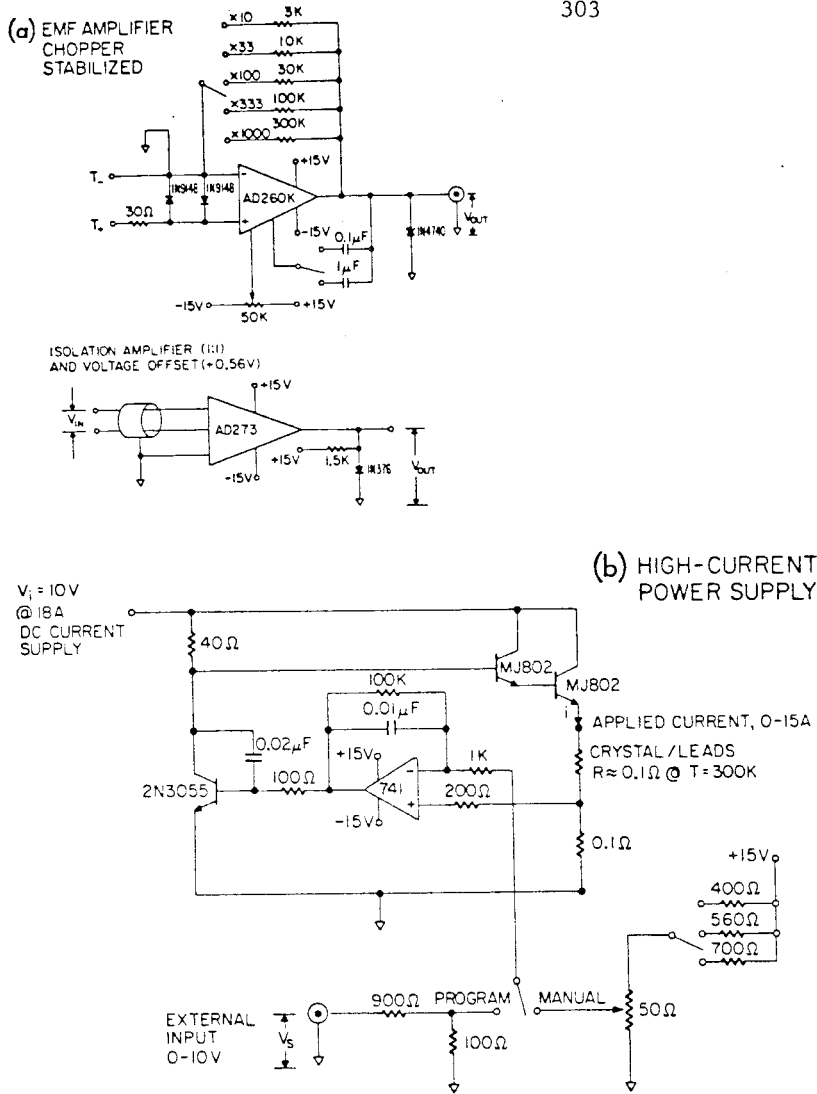 303
(a) EMF AMPLIFIER
CHOPPER
STABILIZED
x10 3K
x33 10K
x100 30K
x333 100K
x1000 300K
+15V
T-
1N9148 1N9148
-
AD260K
T+
30Ω
+
-15V
0.1µF
1µF
1N4740
VOUT
-15V +15V
50K
ISOLATION AMPLIFIER (1:1)
AND VOLTAGE OFFSET (+0.56V)
+15V
VIN
AD273
+15V
1.5K
-15V
1N376
VOUT
(b) HIGH-CURRENT
POWER SUPPLY
Vi = 10V
@ 18A
DC CURRENT
SUPPLY
40Ω
MJ802
MJ802
100K
i
APPLIED CURRENT, 0-15A
0.01µF
0.02µF
CRYSTAL/LEADS
R≈0.1Ω @ T=300K
+15V
-
1K
2N3055
100Ω
741
200Ω
+
-15V
0.1Ω
+15V
400Ω
560Ω
700Ω
900Ω
PROGRAM MANUAL
50Ω
EXTERNAL
INPUT
0-10V
VS
100Ω